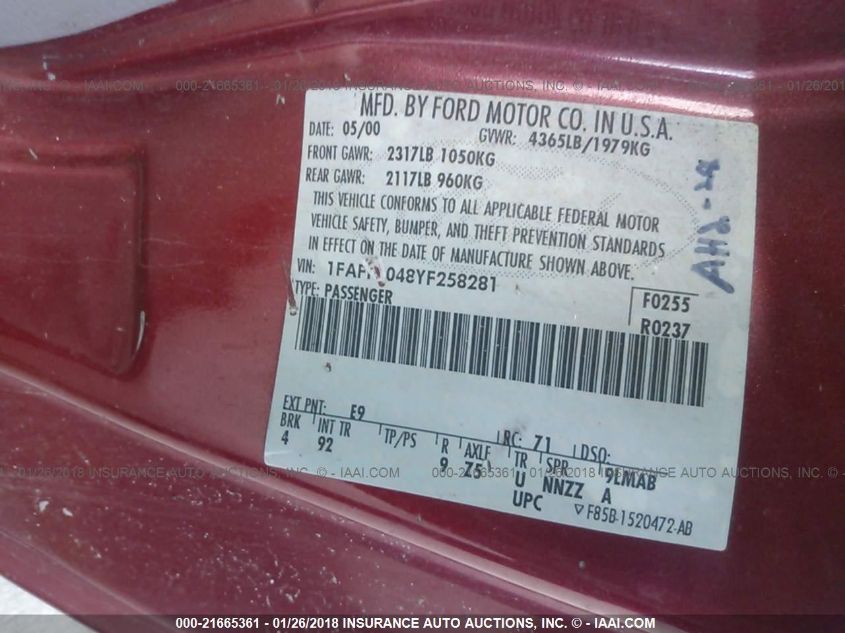 MFD. BY FORD MOTOR CO. IN U.S.A.
DATE: 05/00 GVWR: 4365LB/1979KG
FRONT GAWR: 2317LB 1050KG
REAR GAWR: 2117LB 960KG
THIS VEHICLE CONFORMS TO ALL APPLICABLE FEDERAL MOTOR
VEHICLE SAFETY, BUMPER, AND THEFT PREVENTION STANDARDS
IN EFFECT ON THE DATE OF MANUFACTURE SHOWN ABOVE.
VIN:
TYPE: PASSENGER
F0255
R0237
EXT PNT: E9 RC: 71 DSO:
BRK INT TR TP/PS R AXLE TR SPR 9EMAB
4 92 9 Z5 U NNZZ A
UPC ▽F85B-1520472-AB
000-21665361 - 01/26/2018 INSURANCE AUTO AUCTIONS, INC. - © IAAI.COM